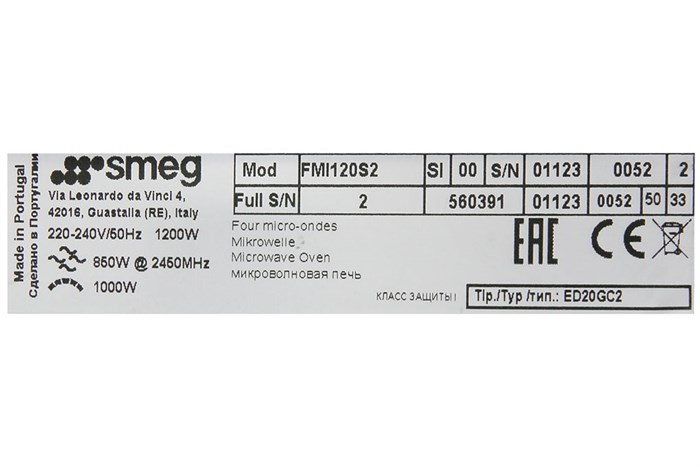 Made in Portugal
Сделано в Португалии
smeg
Via Leonardo da Vinci 4,
42016, Guastalla (RE), Italy
220-240V/50Hz 1200W
850W @ 2450MHz
1000W
Mod FMI120S2 SI 00 S/N 01123 0052 2
Full S/N 2 560391 01123 0052 50 33
Four micro-ondes
Mikrowelle
Microwave Oven
микроволновая печь
EAC CE
КЛАСС ЗАЩИТЫ I
Tip./Typ /тип.: ED20GC2